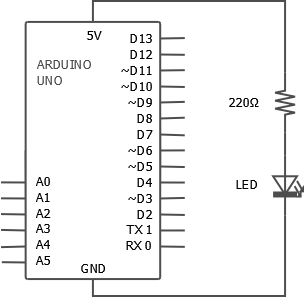 5V
ARDUINO
UNO
D13
D12
~D11
~D10
~D9
D8
D7
~D6
~D5
D4
~D3
D2
TX 1
RX 0
A0
A1
A2
A3
A4
A5
GND
220Ω
LED